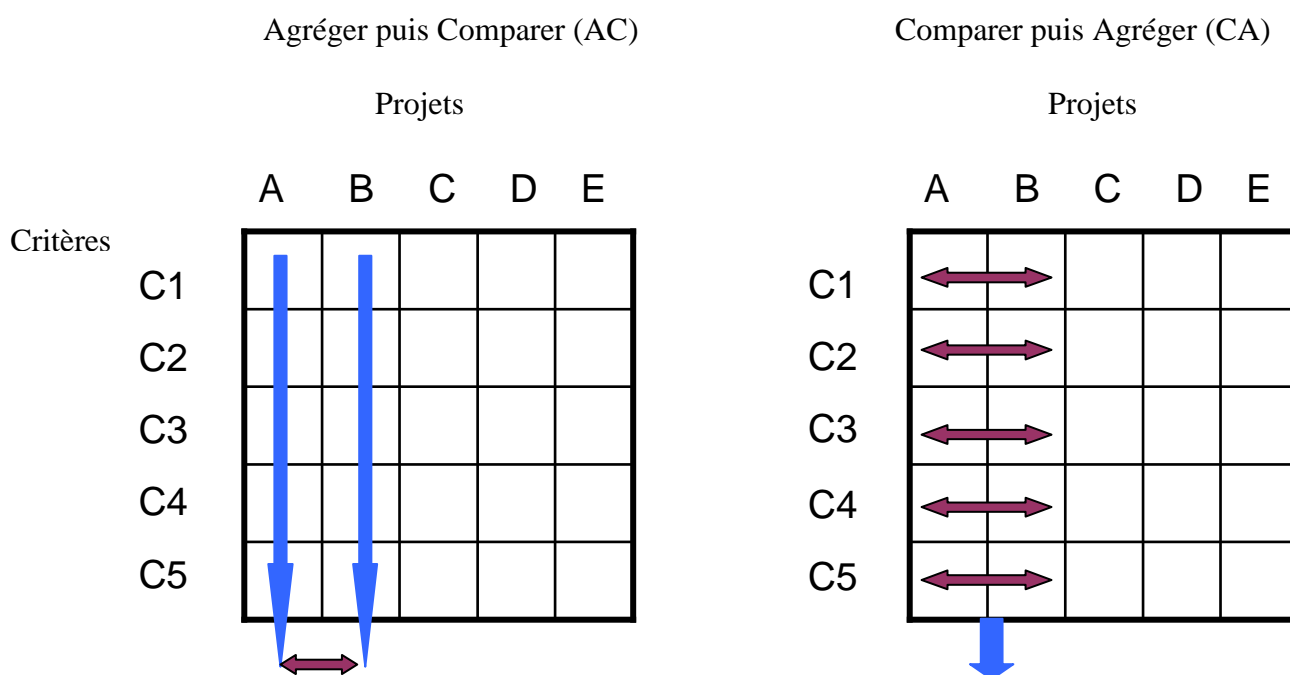 Agréger puis Comparer (AC)
Projets
A B C D E
Critères
C1
C2
C3
C4
C5
Comparer puis Agréger (CA)
Projets
A B C D E
C1
C2
C3
C4
C5